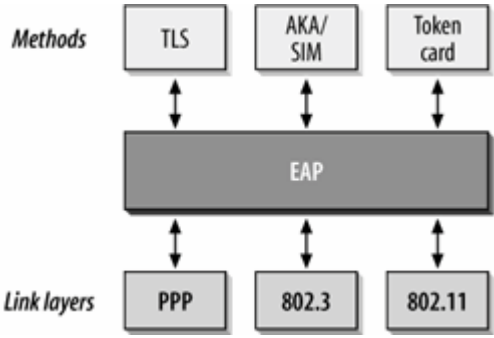 Methods
TLS
AKA/
SIM
Token
card
EAP
Link layers
PPP
802.3
802.11